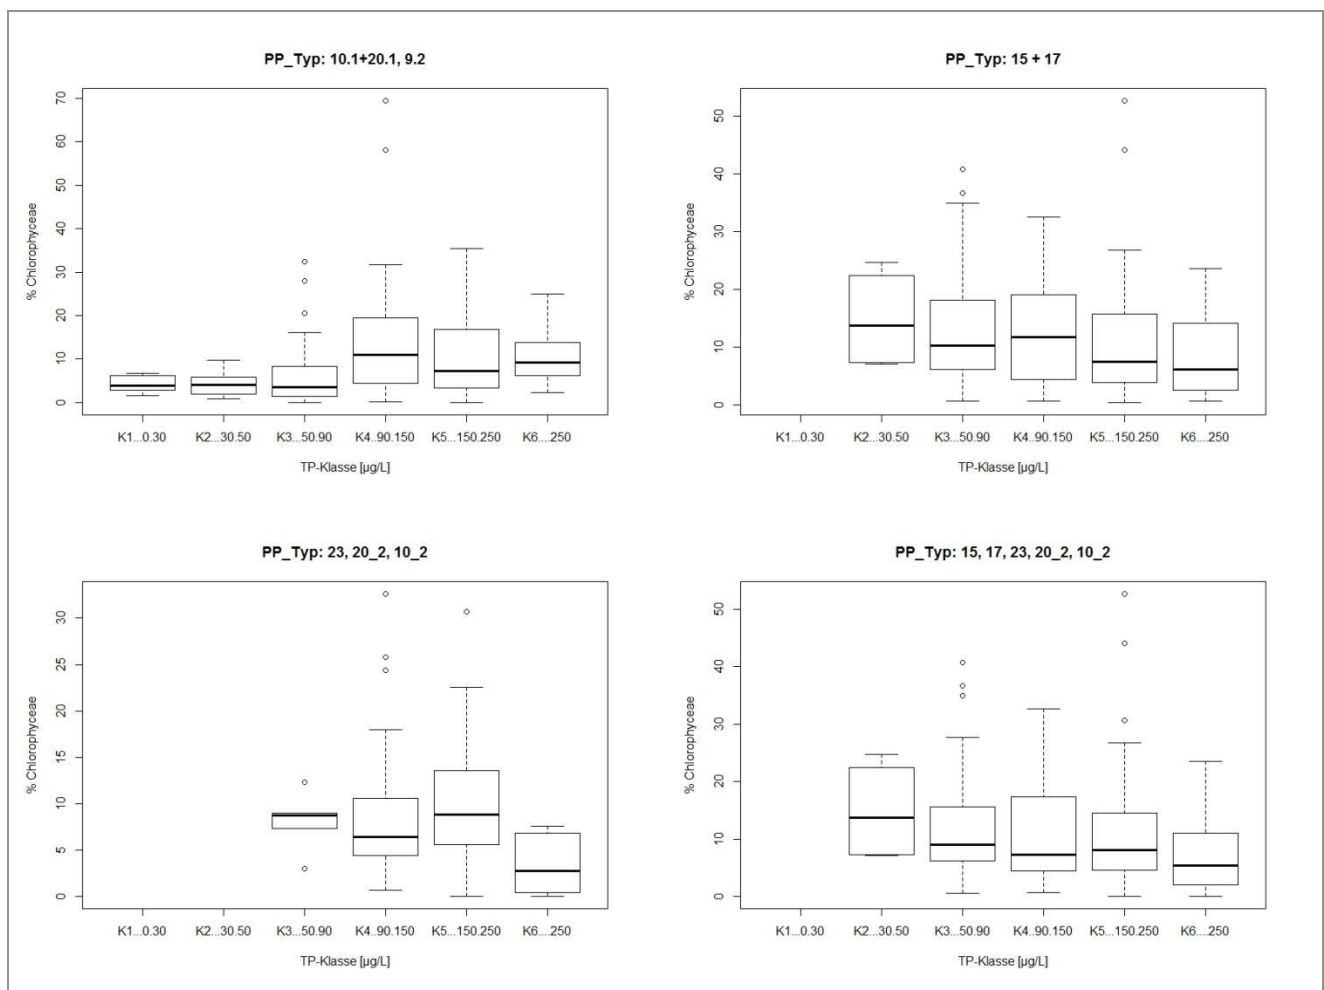 PP_Typ: 10.1+20.1, 9.2
% Chlorophyceae
70
60
50
40
30
20
10
0
K1...0.30 K2...30.50 K3...50.90 K4..90.150 K5...150.250 K6....250
TP-Klasse [µg/L]
PP_Typ: 15 + 17
% Chlorophyceae
50
40
30
20
10
0
K1...0.30 K2...30.50 K3...50.90 K4..90.150 K5...150.250 K6....250
TP-Klasse [µg/L]
PP_Typ: 23, 20_2, 10_2
% Chlorophyceae
30
25
20
15
10
5
0
K1...0.30 K2...30.50 K3...50.90 K4..90.150 K5...150.250 K6....250
TP-Klasse [µg/L]
PP_Typ: 15, 17, 23, 20_2, 10_2
% Chlorophyceae
50
40
30
20
10
0
K1...0.30 K2...30.50 K3...50.90 K4..90.150 K5...150.250 K6....250
TP-Klasse [µg/L]